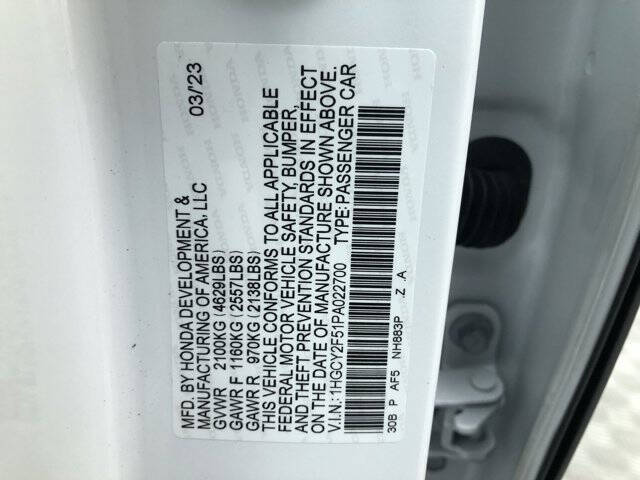 MFD. BY HONDA DEVELOPMENT & 03/'23
MANUFACTURING OF AMERICA, LLC
GVWR 2100KG (4629LBS)
GAWR F 1160KG (2557LBS)
GAWR R 970KG (2138LBS)
THIS VEHICLE CONFORMS TO ALL APPLICABLE
FEDERAL MOTOR VEHICLE SAFETY, BUMPER,
AND THEFT PREVENTION STANDARDS IN EFFECT
ON THE DATE OF MANUFACTURE SHOWN ABOVE.
V.I.N.: 1HGCY2F51PA022700 TYPE: PASSENGER CAR
30B P AF5 NH883P Z A